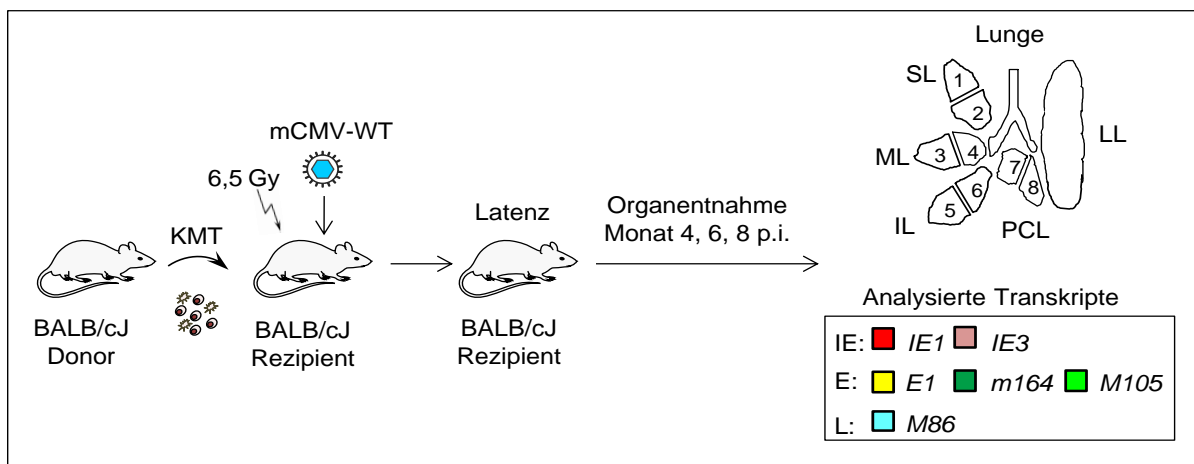 Lunge
SL
1
2
mCMV-WT
ML
3
4
7
LL
6,5 Gy
8
6
5
Latenz
Organentnahme
Monat 4, 6, 8 p.i.
IL
PCL
KMT
BALB/cJ
Donor
BALB/cJ
Rezipient
BALB/cJ
Rezipient
Analysierte Transkripte
IE: IE1 IE3
E: E1 m164 M105
L: M86